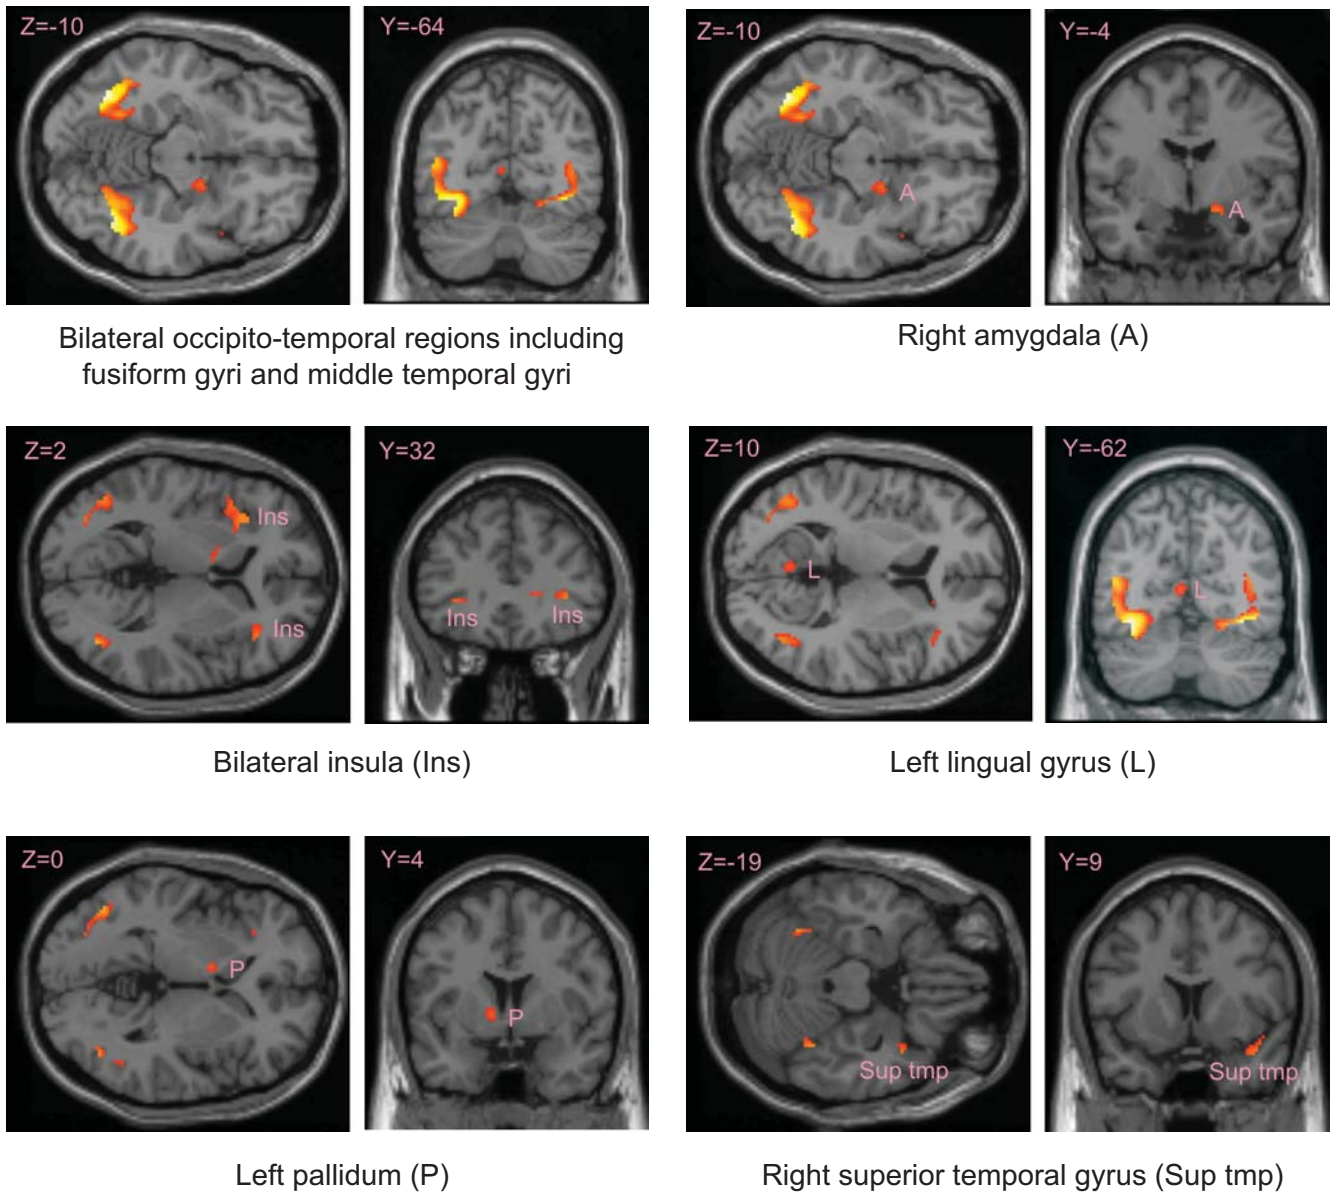 Z=-10
Y=-64
Z=-10
A
Y=-4
A
Bilateral occipito-temporal regions including
fusiform gyri and middle temporal gyri
Right amygdala (A)
Z=2
Ins
Ins
Y=32
Ins
Ins
Z=10
L
Y=-62
L
Bilateral insula (Ins)
Left lingual gyrus (L)
Z=0
P
Y=4
P
Z=-19
Sup tmp
Y=9
Sup tmp
Left pallidum (P)
Right superior temporal gyrus (Sup tmp)